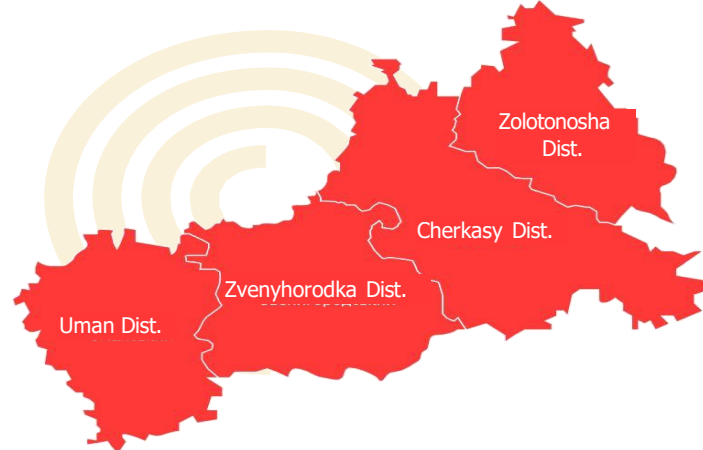 Zolotonosha
Dist.
Cherkasy Dist.
Zvenyhorodka Dist.
Uman Dist.